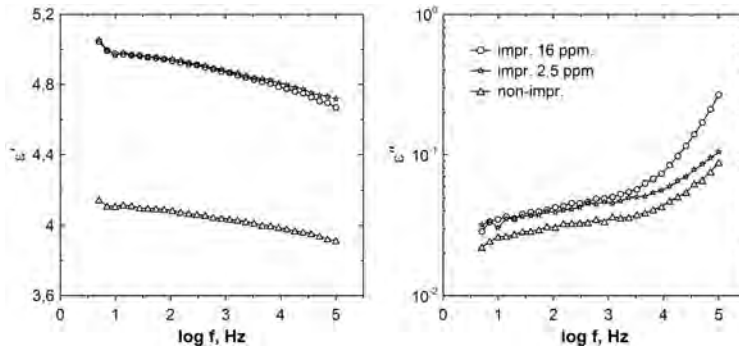 5,2
4,8
4,4
4
3,6
ε'
0 1 2 3 4 5
log f, Hz
10⁰
10⁻¹
10⁻²
ε''
impr. 16 ppm.
impr. 2.5 ppm
non-impr.
0 1 2 3 4 5
log f, Hz